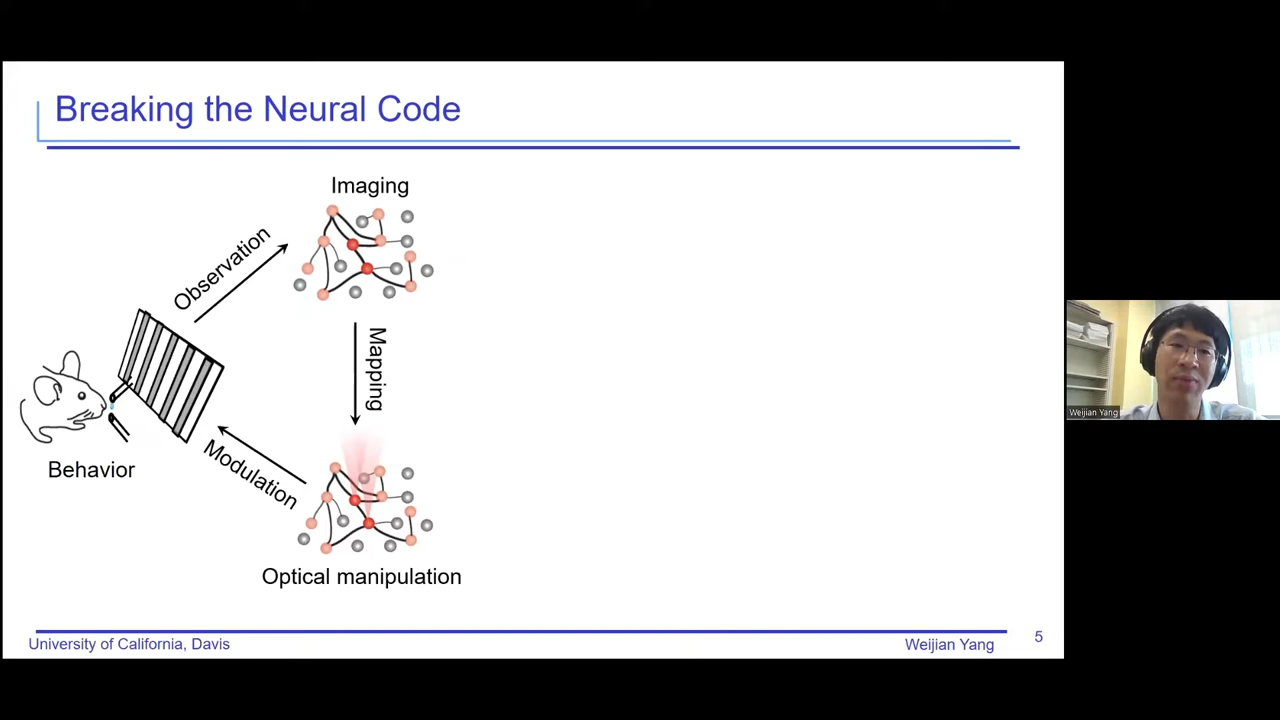 Breaking the Neural Code
Imaging
Observation
Mapping
Behavior
Modulation
Optical manipulation
University of California, Davis
Weijian Yang
5
Weijian Yang